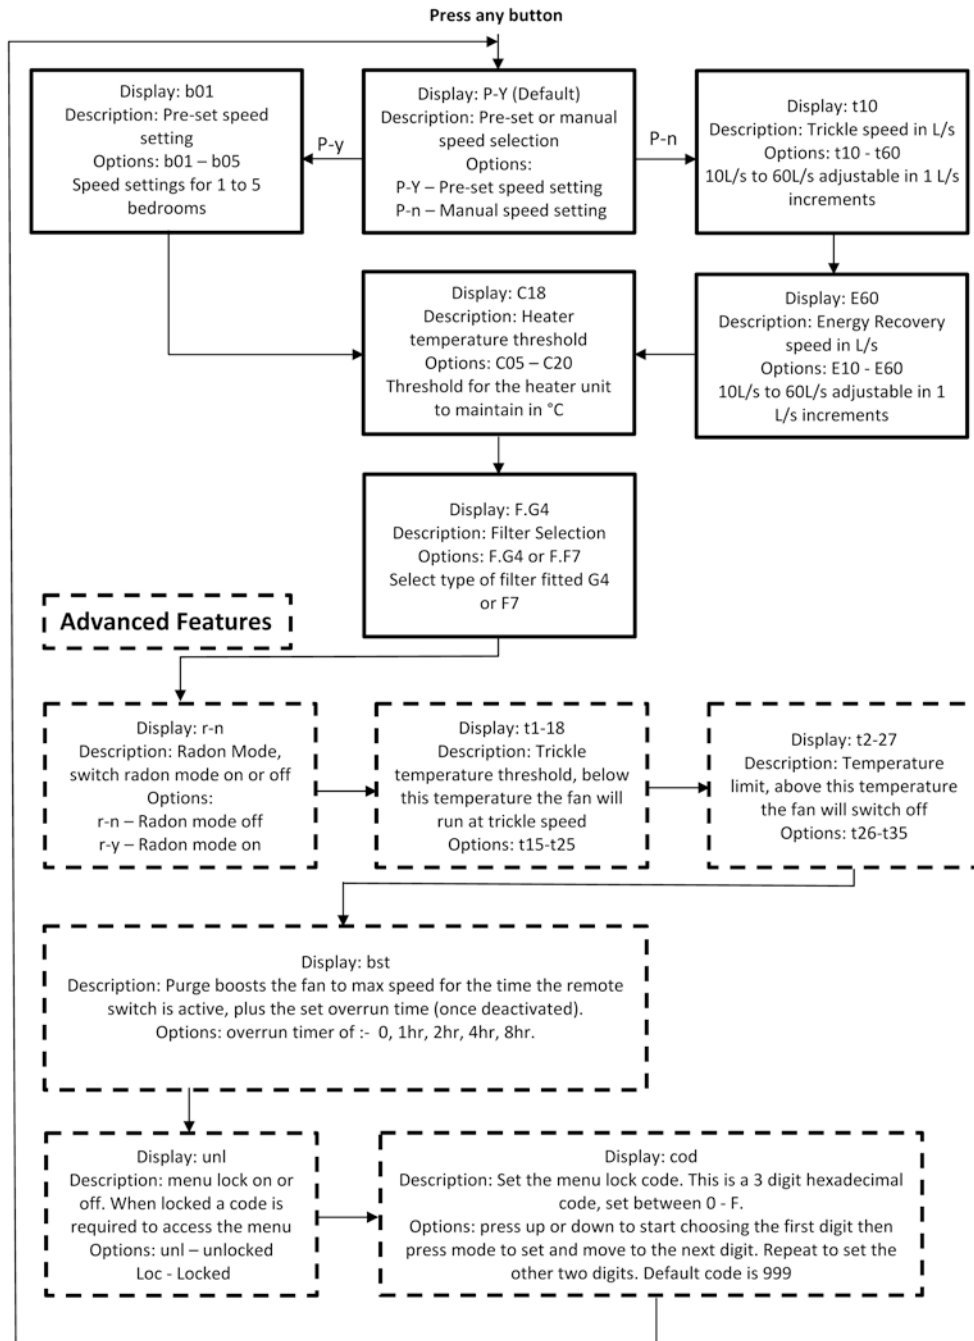 Press any button
Display: b01
Description: Pre-set speed
setting
Options: b01 – b05
Speed settings for 1 to 5
bedrooms
P-y
Display: P-Y (Default)
Description: Pre-set or manual
speed selection
Options:
P-Y – Pre-set speed setting
P-n – Manual speed setting
P-n
Display: t10
Description: Trickle speed in L/s
Options: t10 - t60
10L/s to 60L/s adjustable in 1 L/s
increments
Display: C18
Description: Heater
temperature threshold
Options: C05 – C20
Threshold for the heater unit
to maintain in °C
Display: E60
Description: Energy Recovery
speed in L/s
Options: E10 - E60
10L/s to 60L/s adjustable in 1
L/s increments
Display: F.G4
Description: Filter Selection
Options: F.G4 or F.F7
Select type of filter fitted G4
or F7
Advanced Features
Display: r-n
Description: Radon Mode,
switch radon mode on or off
Options:
r-n – Radon mode off
r-y – Radon mode on
Display: t1-18
Description: Trickle
temperature threshold, below
this temperature the fan will
run at trickle speed
Options: t15-t25
Display: t2-27
Description: Temperature
limit, above this temperature
the fan will switch off
Options: t26-t35
Display: bst
Description: Purge boosts the fan to max speed for the time the remote
switch is active, plus the set overrun time (once deactivated).
Options: overrun timer of :-  0, 1hr, 2hr, 4hr, 8hr.
Display: unl
Description: menu lock on or
off. When locked a code is
required to access the menu
Options: unl – unlocked
Loc - Locked
Display: cod
Description: Set the menu lock code. This is a 3 digit hexadecimal
code, set between 0 - F.
Options: press up or down to start choosing the first digit then
press mode to set and move to the next digit. Repeat to set the
other two digits. Default code is 999